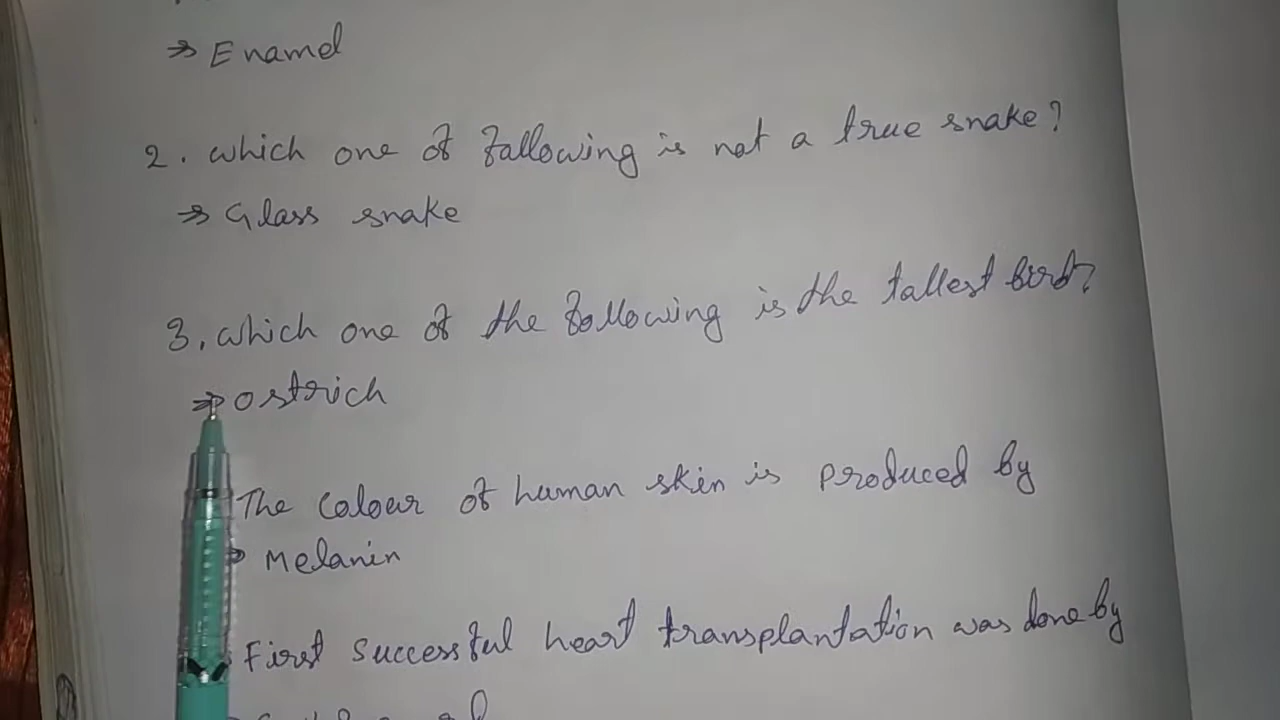 ⇒ Enamel
2. which one of following is not a true snake?
⇒ Glass snake
3. which one of the following is the tallest bird?
⇒ Ostrich
The colour of human skin is produced by
Melanin
First successful heart transplantation was done by